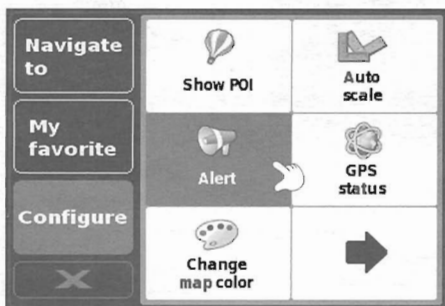 Navigate
to
My
favorite
Configure
Show POI
Auto
scale
Alert
GPS
status
Change
map color